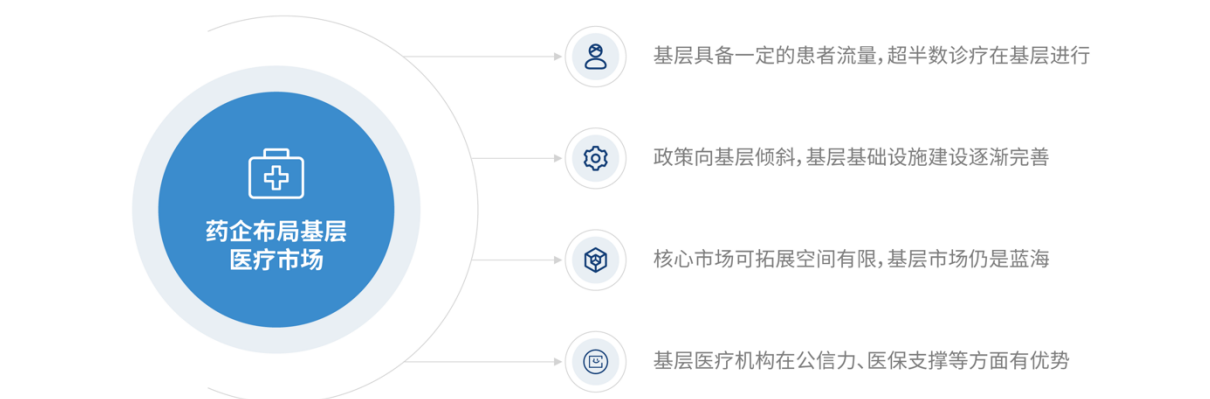 药企布局基层
医疗市场
基层具备一定的患者流量,超半数诊疗在基层进行
政策向基层倾斜,基层基础设施建设逐渐完善
核心市场可拓展空间有限,基层市场仍是蓝海
基层医疗机构在公信力、医保支撑等方面有优势